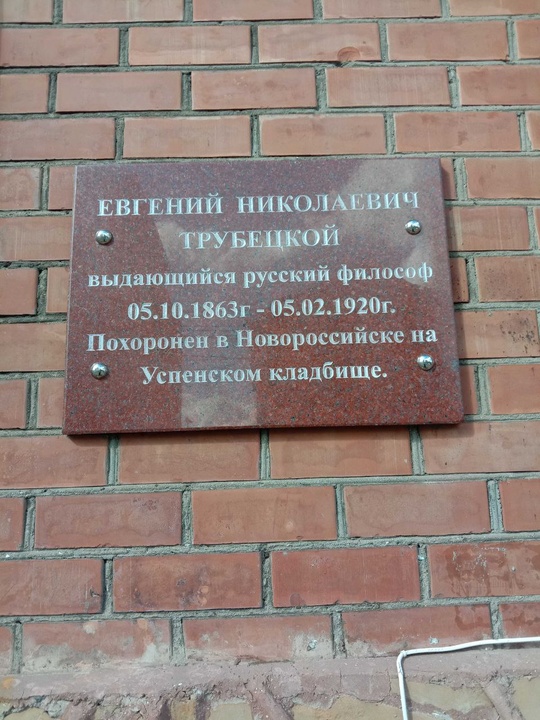 ЕВГЕНИЙ НИКОЛАЕВИЧ
ТРУБЕЦКОЙ
выдающийся русский философ
05.10.1863г - 05.02.1920г.
Похоронен в Новороссийске на
Успенском кладбище.